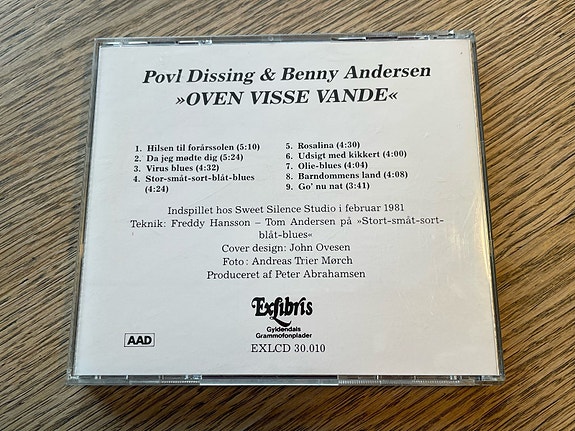 Povl Dissing & Benny Andersen
»OVEN VISSE VANDE«
1. Hilsen til forårssolen (5:10)
2. Da jeg mødte dig (5:24)
3. Virus blues (4:32)
4. Stor-småt-sort-blåt-blues
(4:24)
5. Rosalina (4:30)
6. Udsigt med kikkert (4:00)
7. Olie-blues (4:04)
8. Barndommens land (4:08)
9. Go' nu nat (3:41)
Indspillet hos Sweet Silence Studio i februar 1981
Teknik: Freddy Hansson – Tom Andersen på »Stort-småt-sort-
blåt-blues«
Cover design: John Ovesen
Foto: Andreas Trier Mørch
Produceret af Peter Abrahamsen
Exlibris
Gyldendals
Grammofonplader
EXLCD 30.010
AAD